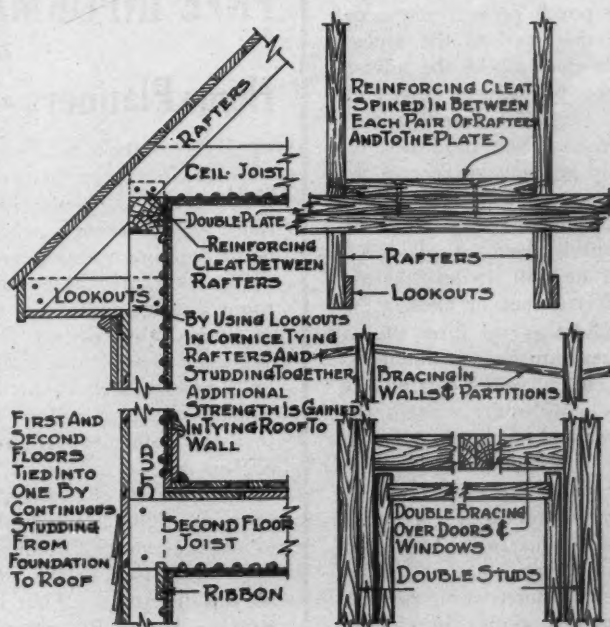 RAFTERS
CEIL. JOIST
DOUBLE PLATE
REINFORCING
CLEAT BETWEEN
RAFTERS
LOOKOUTS
BY USING LOOKOUTS
IN CORNICE TYING
RAFTERS AND
STUDDING TOGETHER,
ADDITIONAL
STRENGTH IS GAINED
IN TYING ROOF TO
WALL
FIRST AND
SECOND
FLOORS
TIED INTO
ONE BY
CONTINUOUS
STUDDING
FROM
FOUNDATION
TO ROOF
STUD
SECOND FLOOR
JOIST
RIBBON
REINFORCING CLEAT
SPIKED IN BETWEEN
EACH PAIR OF RAFTERS
AND TO THE PLATE
RAFTERS
LOOKOUTS
BRACING IN
WALLS & PARTITIONS
DOUBLE BRACING
OVER DOORS &
WINDOWS
DOUBLE STUDS